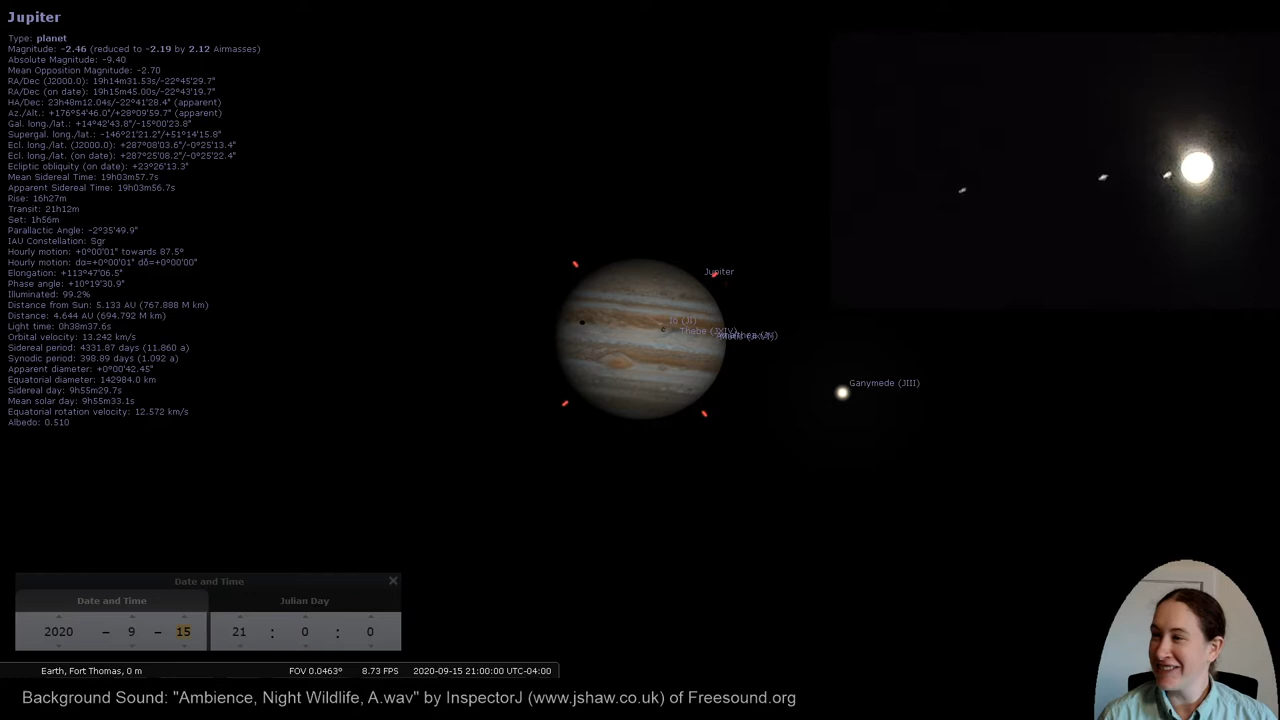 Jupiter
Type: planet
Magnitude: -2.46 (reduced to -2.19 by 2.12 Airmasses)
Absolute Magnitude: -9.40
Mean Opposition Magnitude: -2.70
RA/Dec (J2000.0): 19h14m31.53s/-22°45'29.7"
RA/Dec (on date): 19h15m45.00s/-22°43'19.7"
HA/Dec: 23h48m12.04s/-22°41'28.4" (apparent)
Az./Alt.: +176°54'46.0"/+28°09'59.7" (apparent)
Gal. long./lat.: +14°42'43.8"/-15°00'23.8"
Supergal. long./lat.: -146°21'21.2"/+51°14'15.8"
Ecl. long./lat. (J2000.0): +287°08'03.6"/-0°25'13.4"
Ecl. long./lat. (on date): +287°25'08.2"/-0°25'22.4"
Ecliptic obliquity (on date): +23°26'13.3"
Mean Sidereal Time: 19h03m57.7s
Apparent Sidereal Time: 19h03m56.7s
Rise: 16h27m
Transit: 21h12m
Set: 1h56m
Parallactic Angle: -2°35'49.9"
IAU Constellation: Sgr
Hourly motion: +0°00'01" towards 87.5°
Hourly motion: dα=+0°00'01" dδ=+0°00'00"
Elongation: +113°47'06.5"
Phase angle: +10°19'30.9"
Illuminated: 99.2%
Distance from Sun: 5.133 AU (767.888 M km)
Distance: 4.644 AU (694.792 M km)
Light time: 0h38m37.6s
Orbital velocity: 13.242 km/s
Sidereal period: 4331.87 days (11.860 a)
Synodic period: 398.89 days (1.092 a)
Apparent diameter: +0°00'42.45"
Equatorial diameter: 142984.0 km
Sidereal day: 9h55m29.7s
Mean solar day: 9h55m33.1s
Equatorial rotation velocity: 12.572 km/s
Albedo: 0.510
Jupiter
Io (JI)
Thebe (JXIV)
Ganymede (JIII)
Date and Time
Date and Time Julian Day
2020 - 9 - 15 21 : 0 : 0
Earth, Fort Thomas, 0 m FOV 0.0463° 8.73 FPS 2020-09-15 21:00:00 UTC-04:00
Background Sound: "Ambience, Night Wildlife, A.wav" by InspectorJ (www.jshaw.co.uk) of Freesound.org